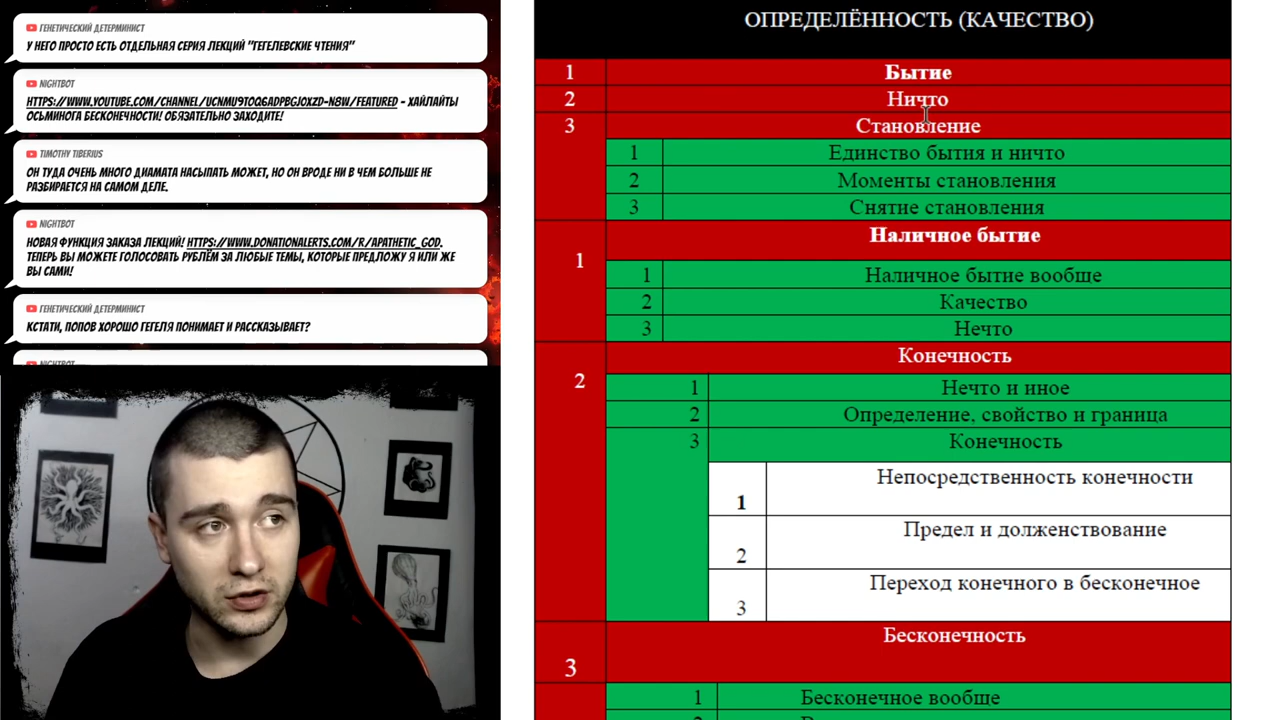 ГЕНЕТИЧЕСКИЙ ДЕТЕРМИНИСТ
У НЕГО ПРОСТО ЕСТЬ ОТДЕЛЬНАЯ СЕРИЯ ЛЕКЦИЙ "ГЕГЕЛЕВСКИЕ ЧТЕНИЯ"
NIGHTBOT
HTTPS://WWW.YOUTUBE.COM/CHANNEL/UCNMU9TOQ6ADPBGJOXZD-N8W/FEATURED - ХАЙЛАЙТЫ
ОСЬМИНОГА БЕСКОНЕЧНОСТИ! ОБЯЗАТЕЛЬНО ЗАХОДИТЕ!
TIMOTHY TIBERIUS
ОН ТУДА ОЧЕНЬ МНОГО ДИАМАТА НАСЫПАТЬ МОЖЕТ, НО ОН ВРОДЕ НИ В ЧЕМ БОЛЬШЕ НЕ
РАЗБИРАЕТСЯ НА САМОМ ДЕЛЕ.
NIGHTBOT
НОВАЯ ФУНКЦИЯ ЗАКАЗА ЛЕКЦИЙ! HTTPS://WWW.DONATIONALERTS.COM/R/APATHETIC_GOD.
ТЕПЕРЬ ВЫ МОЖЕТЕ ГОЛОСОВАТЬ РУБЛЁМ ЗА ЛЮБЫЕ ТЕМЫ, КОТОРЫЕ ПРЕДЛОЖУ Я ИЛИ ЖЕ
ВЫ САМИ!
ГЕНЕТИЧЕСКИЙ ДЕТЕРМИНИСТ
КСТАТИ, ПОПОВ ХОРОШО ГЕГЕЛЯ ПОНИМАЕТ И РАССКАЗЫВАЕТ?
NIGHTBOT
ОПРЕДЕЛЁННОСТЬ (КАЧЕСТВО)
1 Бытие
2 Ничто
3 Становление
1 Единство бытия и ничто
2 Моменты становления
3 Снятие становления
1 Наличное бытие
1 Наличное бытие вообще
2 Качество
3 Нечто
2 Конечность
1 Нечто и иное
2 Определение, свойство и граница
3 Конечность
1 Непосредственность конечности
2 Предел и долженствование
3 Переход конечного в бесконечное
3 Бесконечность
1 Бесконечное вообще